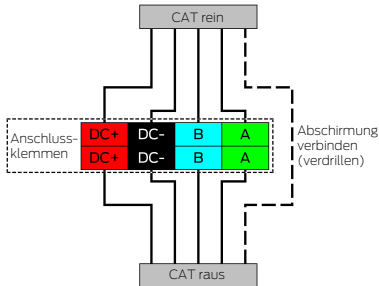 CAT rein
Anschluss-
klemmen
DC+ DC- B A
DC+ DC- B A
Abschirmung
verbinden
(verdrillen)
CAT raus